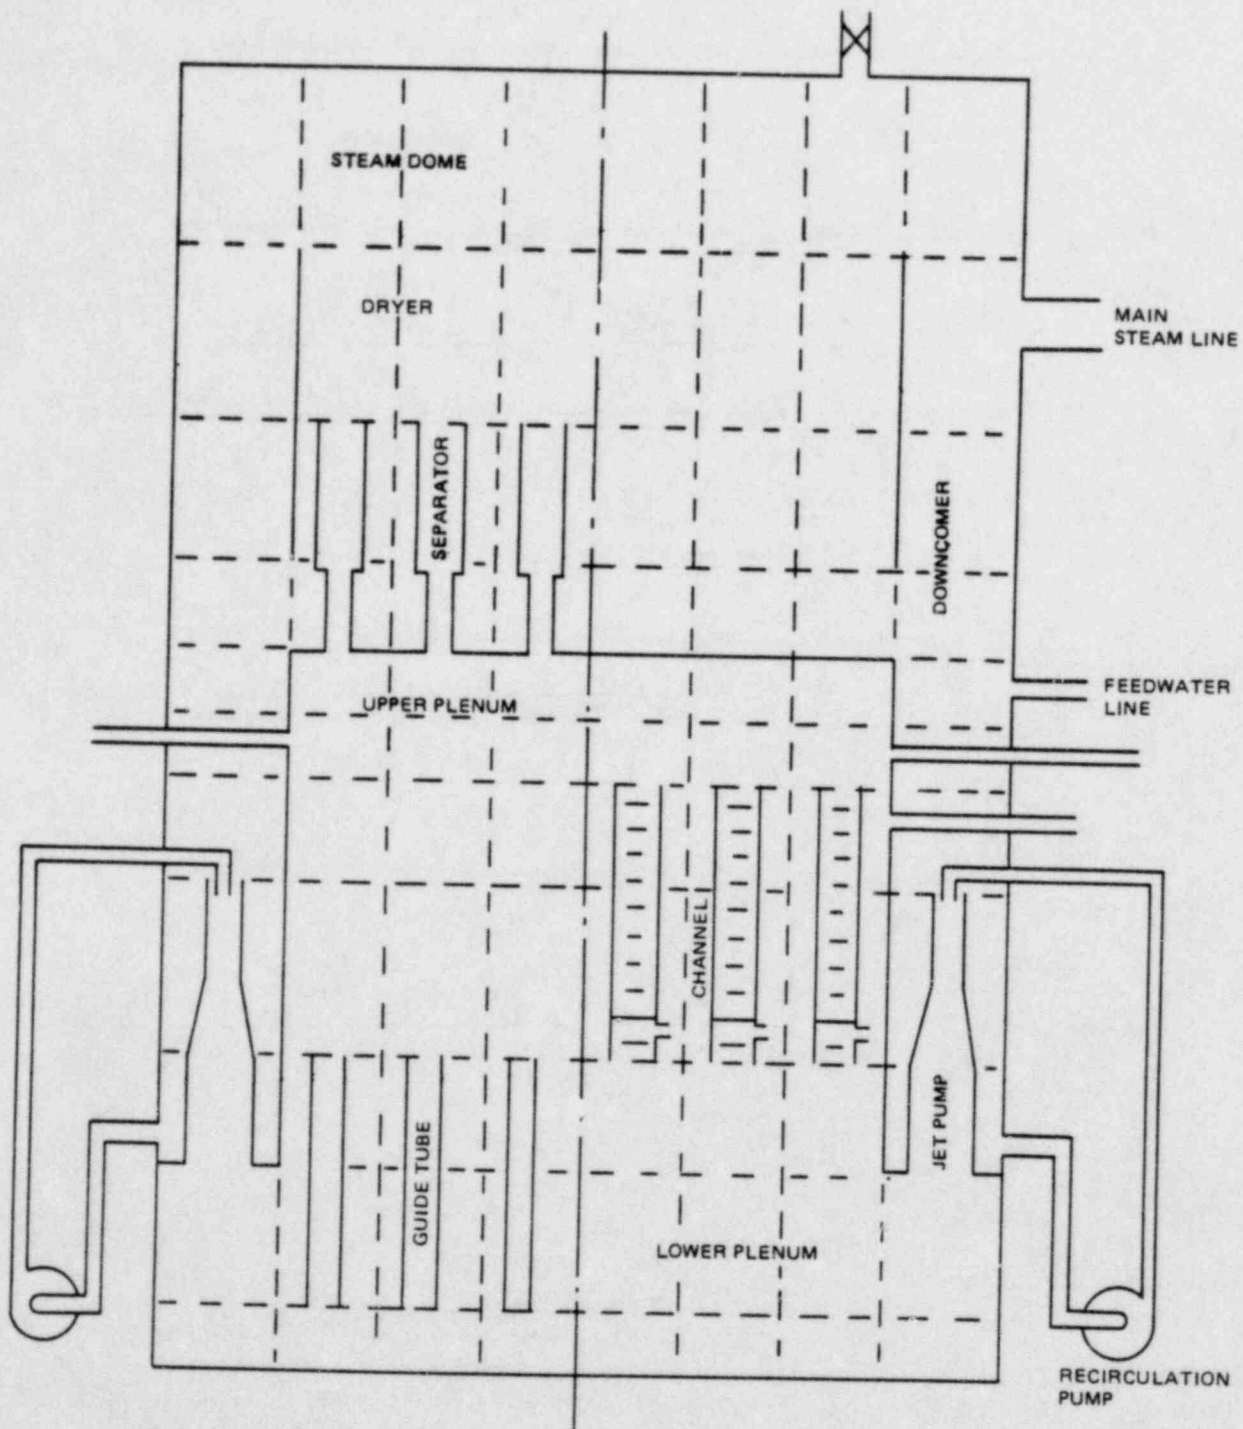 STEAM DOME
DRYER
MAIN
STEAM LINE
SEPARATOR
DOWNCOMER
UPPER PLENUM
FEEDWATER
LINE
CHANNEL
GUIDE TUBE
JET PUMP
LOWER PLENUM
RECIRCULATION
PUMP